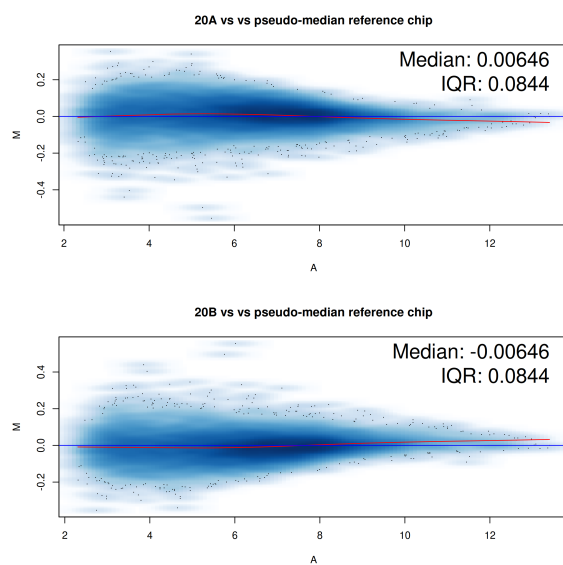 20A vs vs pseudo-median reference chip
Median: 0.00646
IQR: 0.0844
0.2
0.0
-0.2
-0.4
M
2 4 6 8 10 12
A
20B vs vs pseudo-median reference chip
Median: -0.00646
IQR: 0.0844
0.4
0.2
0.0
-0.2
M
2 4 6 8 10 12
A